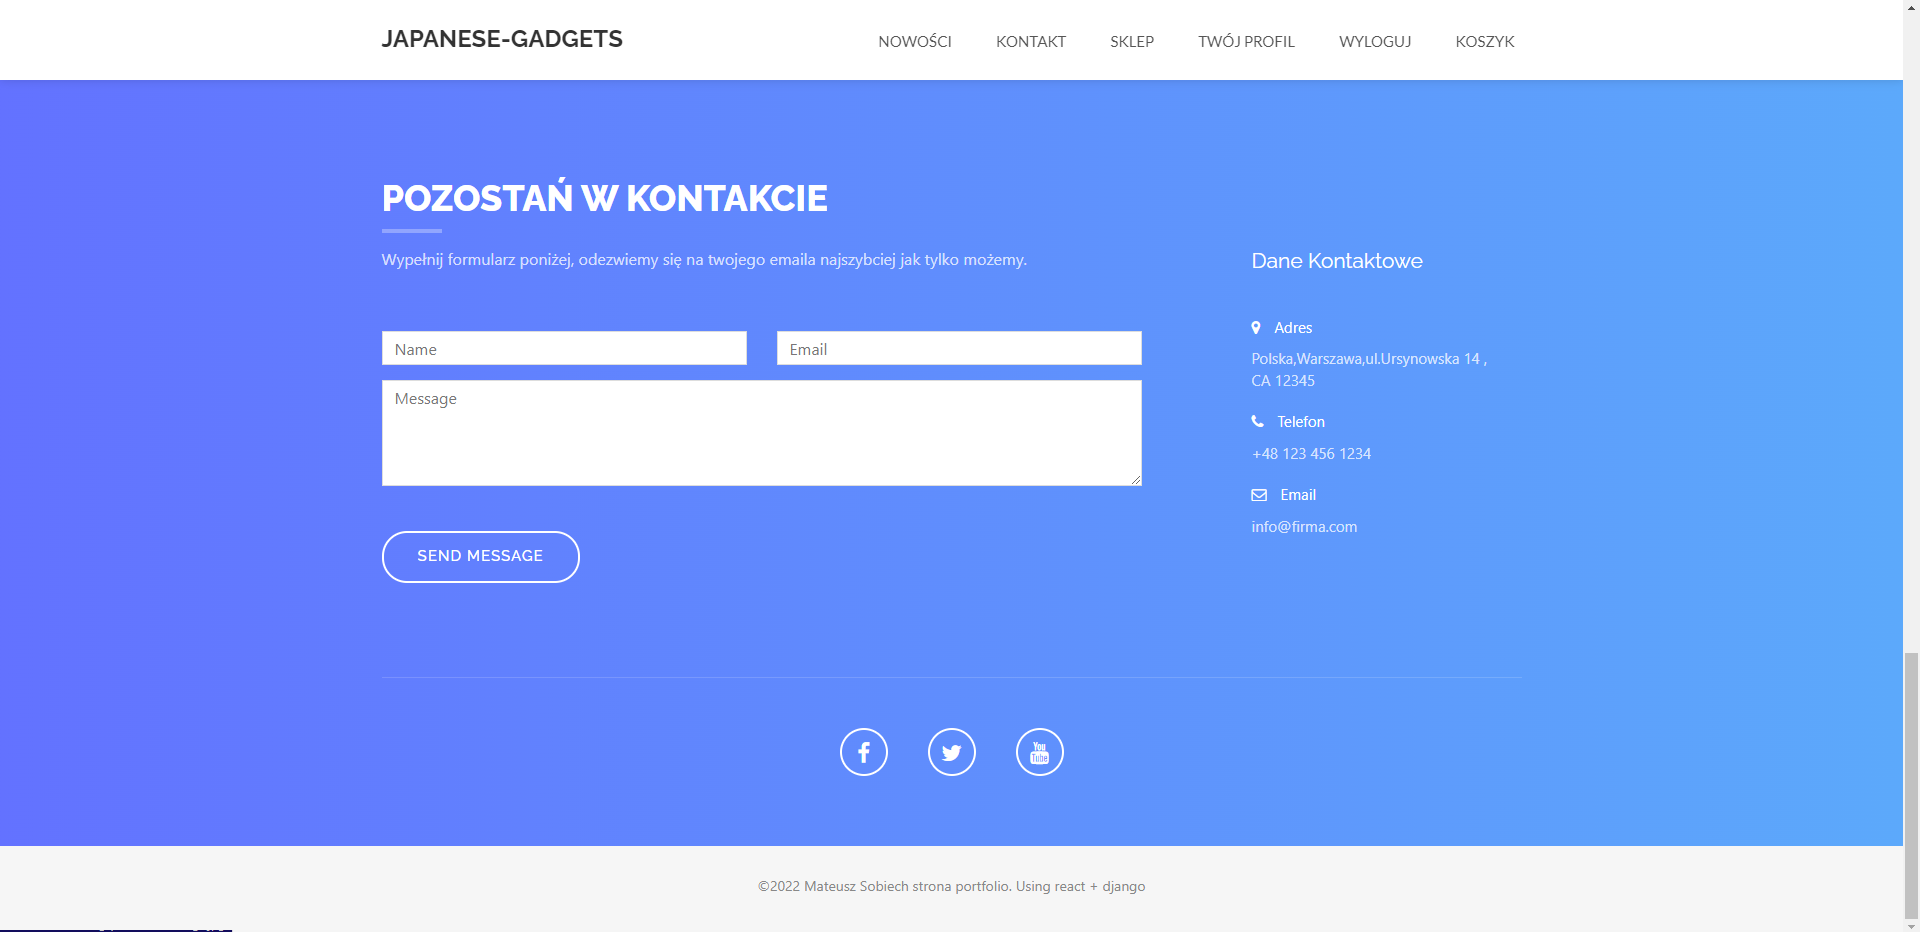 JAPANESE-GADGETS
NOWOŚCI
KONTAKT
SKLEP
TWÓJ PROFIL
WYLOGUJ
KOSZYK
POZOSTAŃ W KONTAKCIE
Wypełnij formularz poniżej, odezwiemy się na twojego emaila najszybciej jak tylko możemy.
Name
Email
Message
SEND MESSAGE
Dane Kontaktowe
Adres
Polska,Warszawa,ul.Ursynowska 14 ,
CA 12345
Telefon
+48 123 456 1234
Email
info@firma.com
You
Tube
©2022 Mateusz Sobiech strona portfolio. Using react + django